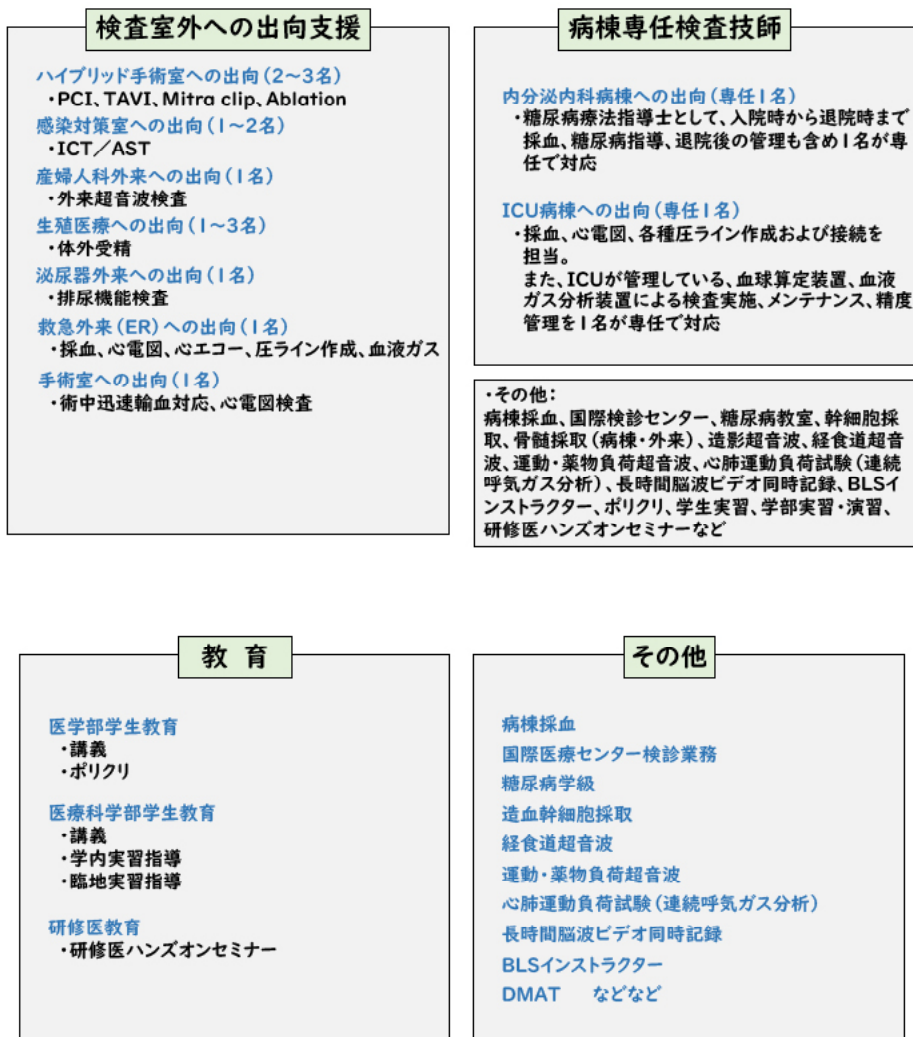 検査室外への出向支援
ハイブリッド手術室への出向(2～3名)
・PCI、TAVI、Mitra clip、Ablation
感染対策室への出向(1～2名)
・ICT／AST
産婦人科外来への出向(1名)
・外来超音波検査
生殖医療への出向(1～3名)
・体外受精
泌尿器外来への出向(1名)
・排尿機能検査
救急外来(ER)への出向(1名)
・採血、心電図、心エコー、圧ライン作成、血液ガス
手術室への出向(1名)
・術中迅速輸血対応、心電図検査
病棟専任検査技師
内分泌内科病棟への出向(専任1名)
・糖尿病療法指導士として、入院時から退院時まで
採血、糖尿病指導、退院後の管理も含め1名が専
任で対応
ICU病棟への出向(専任1名)
・採血、心電図、各種圧ライン作成および接続を
担当。
また、ICUが管理している、血球算定装置、血液
ガス分析装置による検査実施、メンテナンス、精度
管理を1名が専任で対応
・その他：
病棟採血、国際検診センター、糖尿病教室、幹細胞採
取、骨髄採取(病棟・外来)、造影超音波、経食道超音
波、運動・薬物負荷超音波、心肺運動負荷試験(連続
呼気ガス分析)、長時間脳波ビデオ同時記録、BLSイ
ンストラクター、ポリクリ、学生実習、学部実習・演習、
研修医ハンズオンセミナーなど
教 育
医学部学生教育
・講義
・ポリクリ
医療科学部学生教育
・講義
・学内実習指導
・臨地実習指導
研修医教育
・研修医ハンズオンセミナー
その他
病棟採血
国際医療センター検診業務
糖尿病学級
造血幹細胞採取
経食道超音波
運動・薬物負荷超音波
心肺運動負荷試験(連続呼気ガス分析)
長時間脳波ビデオ同時記録
BLSインストラクター
DMAT　などなど